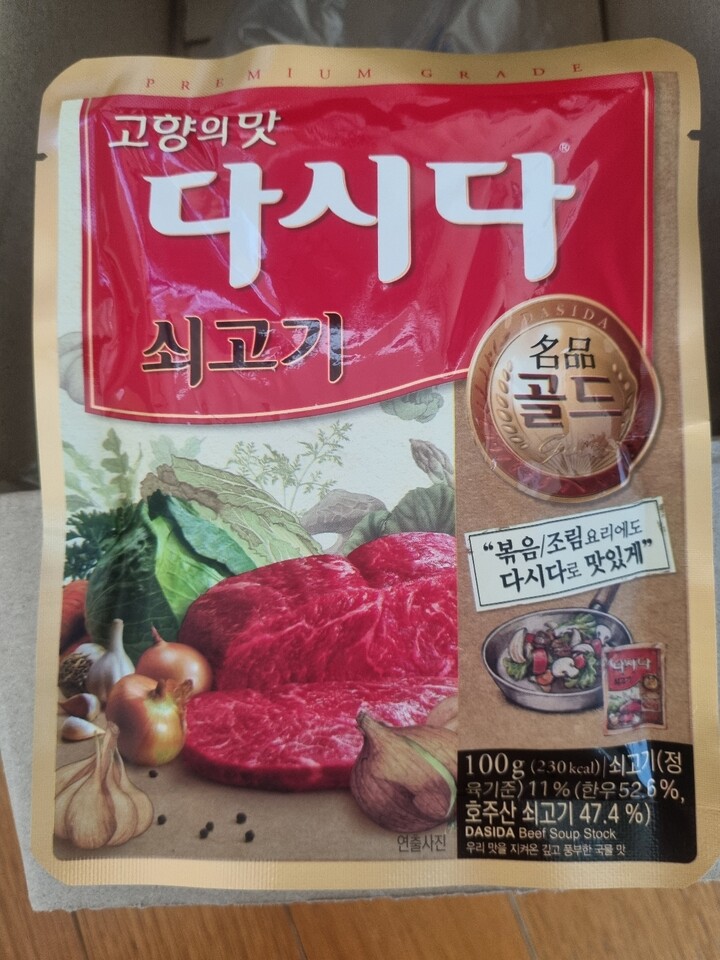 PREMIUM GRADE
고향의맛
다시다®
쇠고기
DASIDA
名品
골드
"볶음/조림요리에도
다시다로 맛있게"
다시다
100g (230 kcal) | 쇠고기(정
육기준) 11% (한우52.6%,
호주산 쇠고기 47.4 %)
DASIDA Beef Soup Stock
우리 맛을 지켜온 깊고 풍부한 국물 맛
연출사진